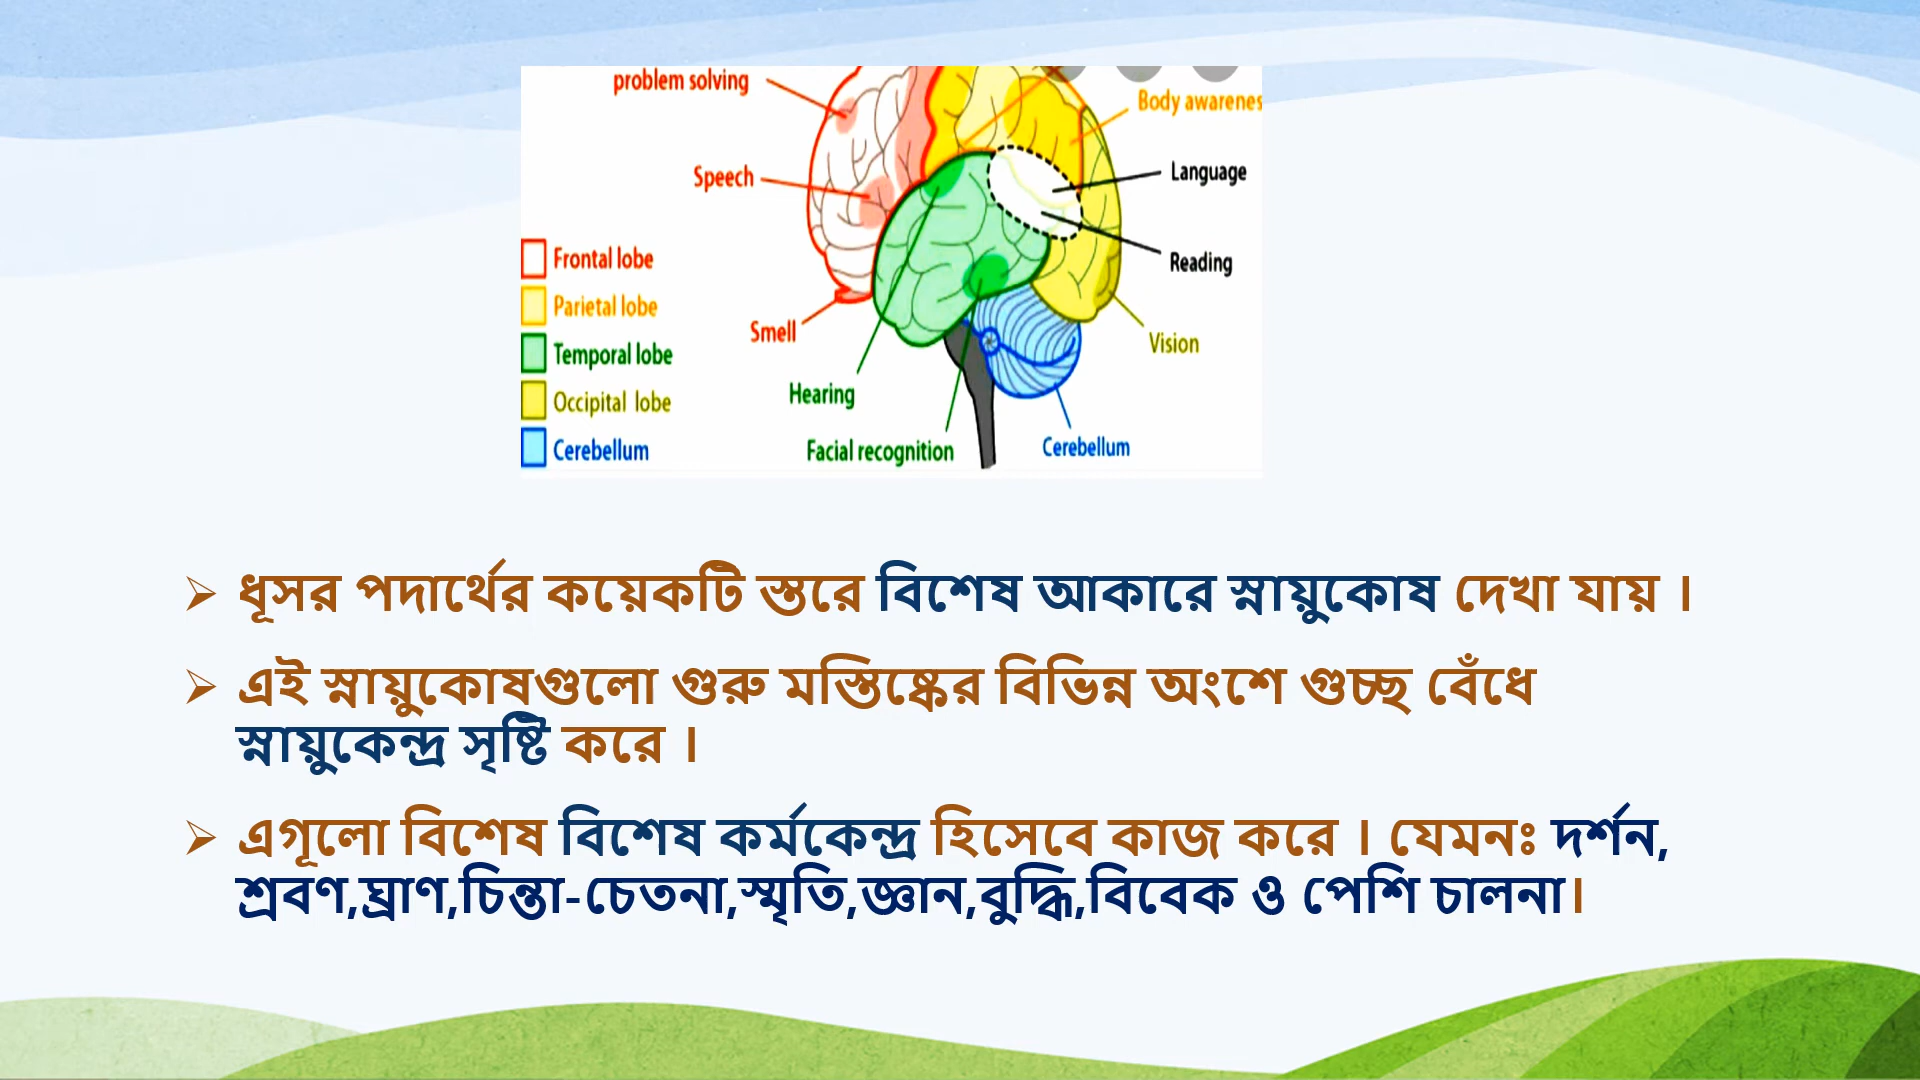 problem solving
Body awarenes
Language
Speech
Reading
Frontal lobe
Parietal lobe
Smell
Vision
Temporal lobe
Hearing
Occipital lobe
Cerebellum
Facial recognition
Cerebellum
ধূসর পদার্থের কয়েকটি স্তরে বিশেষ আকারে স্নায়ুকোষ দেখা যায় ।
এই স্নায়ুকোষগুলো গুরু মস্তিষ্কের বিভিন্ন অংশে গুচ্ছ বেঁধে
স্নায়ুকেন্দ্র সৃষ্টি করে ।
এগূলো বিশেষ বিশেষ কর্মকেন্দ্র হিসেবে কাজ করে । যেমনঃ দর্শন,
শ্রবণ,ঘ্রাণ,চিন্তা-চেতনা,স্মৃতি,জ্ঞান,বুদ্ধি,বিবেক ও পেশি চালনা।